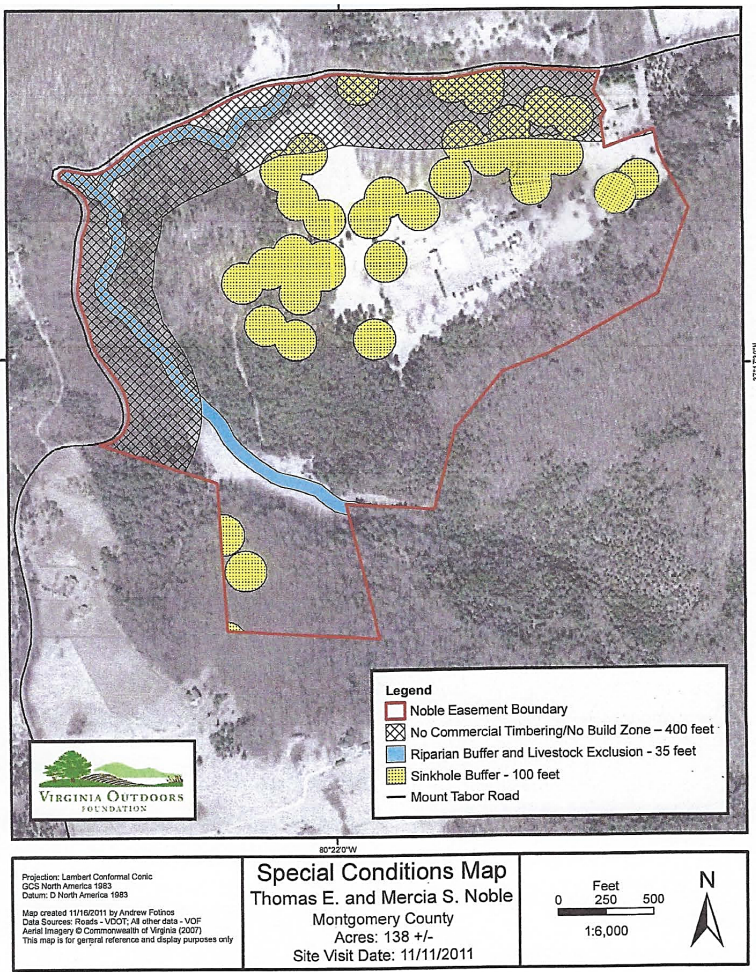 Legend
Noble Easement Boundary
No Commercial Timbering/No Build Zone – 400 feet
Riparian Buffer and Livestock Exclusion - 35 feet
Sinkhole Buffer - 100 feet
Mount Tabor Road
VIRGINIA OUTDOORS
FOUNDATION
80°22'0"W
Projection: Lambert Conformal Conic
GCS North America 1983
Datum: D North America 1983
Map created 11/16/2011 by Andrew Fotinos
Data Sources: Roads - VDOT; All other data - VOF
Aerial Imagery © Commonwealth of Virginia (2007)
This map is for general reference and display purposes only
Special Conditions Map
Thomas E. and Mercia S. Noble
Montgomery County
Acres: 138 +/-
Site Visit Date: 11/11/2011
Feet
0 250 500
1:6,000
N